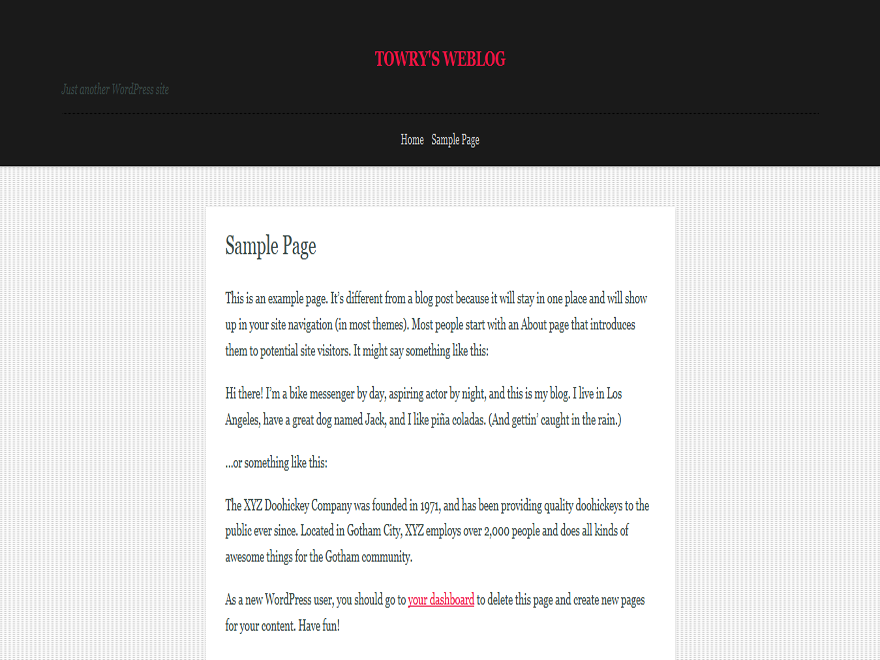 TOWRY'S WEBLOG
Just another WordPress site
Home Sample Page
Sample Page
This is an example page. It’s different from a blog post because it will stay in one place and will show
up in your site navigation (in most themes). Most people start with an About page that introduces
them to potential site visitors. It might say something like this:
Hi there! I’m a bike messenger by day, aspiring actor by night, and this is my blog. I live in Los
Angeles, have a great dog named Jack, and I like piña coladas. (And gettin’ caught in the rain.)
…or something like this:
The XYZ Doohickey Company was founded in 1971, and has been providing quality doohickeys to the
public ever since. Located in Gotham City, XYZ employs over 2,000 people and does all kinds of
awesome things for the Gotham community.
As a new WordPress user, you should go to your dashboard to delete this page and create new pages
for your content. Have fun!